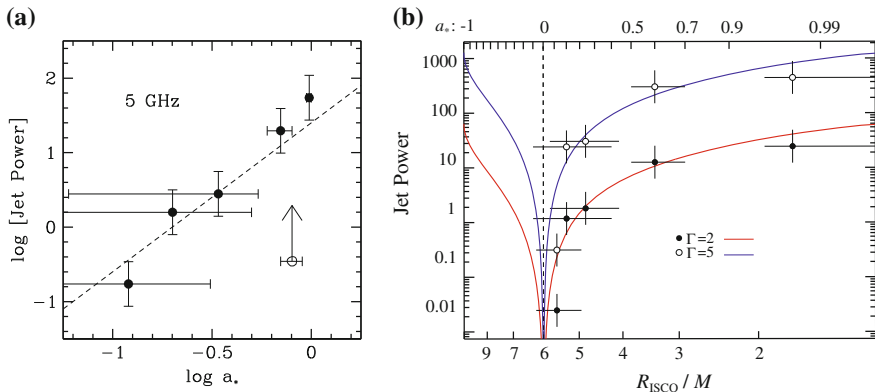 (a)
5 GHz
log [Jet Power]
2
1
0
−1
−1 −0.5 0
log a*
(b)
a*: -1 0 0.5 0.7 0.9 0.99
Jet Power
1000
100
10
1
0.1
0.01
Γ=2
Γ=5
9 7 6 5 4 3 2
R_ISCO / M